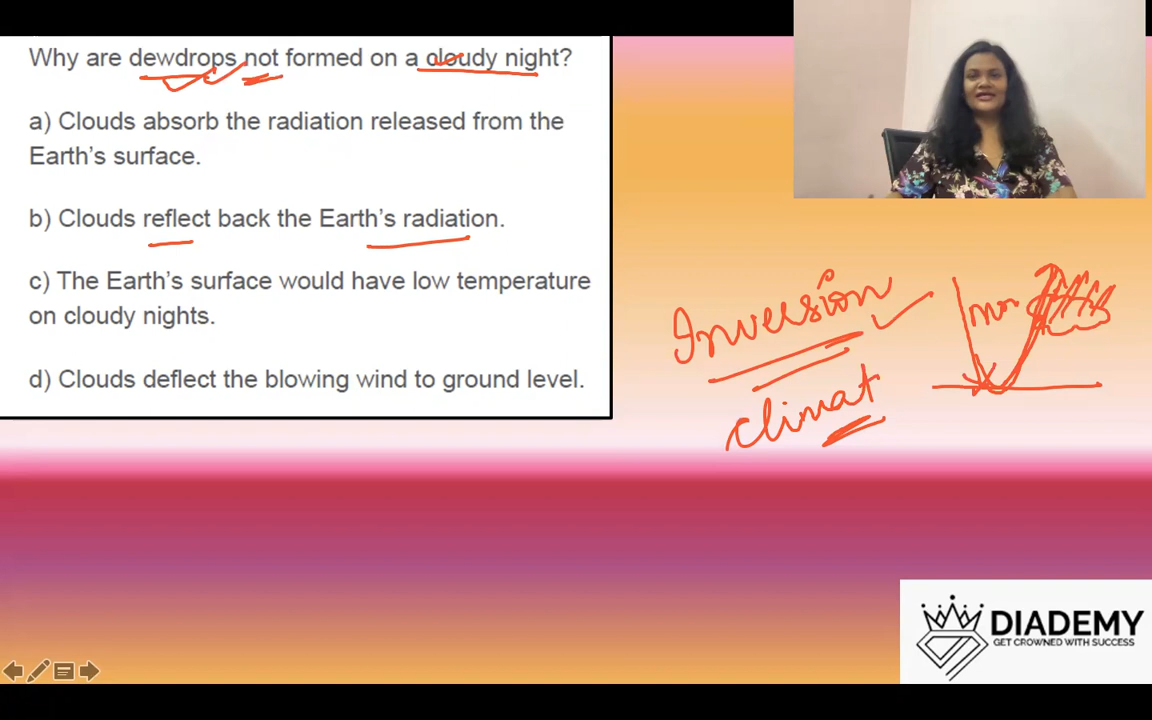 Why are dewdrops not formed on a cloudy night?
a) Clouds absorb the radiation released from the
Earth's surface.
b) Clouds reflect back the Earth's radiation.
c) The Earth's surface would have low temperature
on cloudy nights.
d) Clouds deflect the blowing wind to ground level.
Inversion
climat
DIADEMY
GET CROWNED WITH SUCCESS